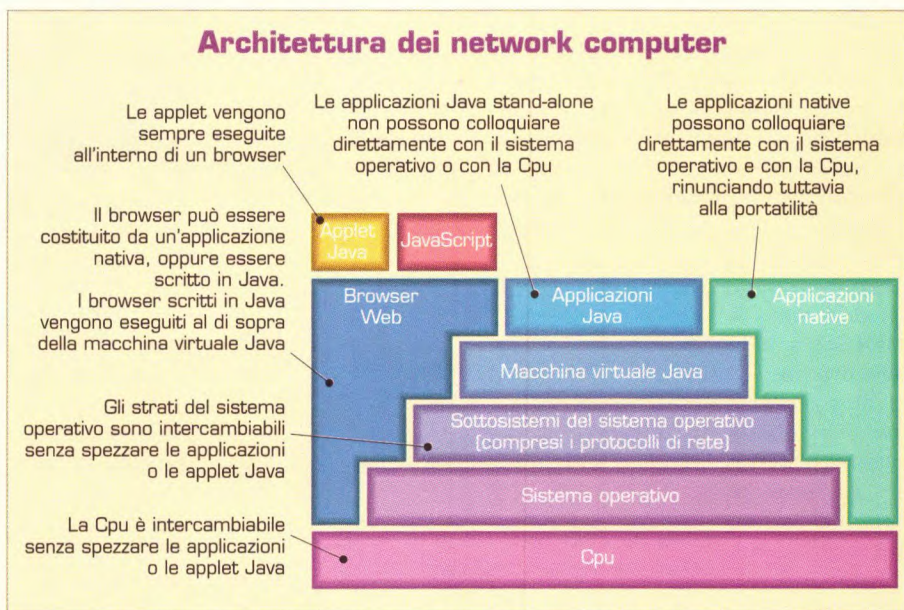 Architettura dei network computer
Le applet vengono
sempre eseguite
all'interno di un browser
Le applicazioni Java stand-alone
non possono colloquiare
direttamente con il sistema
operativo o con la Cpu
Le applicazioni native
possono colloquiare
direttamente con il sistema
operativo e con la Cpu,
rinunciando tuttavia
alla portatilità
Il browser può essere
costituito da un'applicazione
nativa, oppure essere
scritto in Java.
I browser scritti in Java
vengono eseguiti al di sopra
della macchina virtuale Java
Gli strati del sistema
operativo sono intercambiabili
senza spezzare le applicazioni
o le applet Java
La Cpu è intercambiabile
senza spezzare le applicazioni
o le applet Java
Applet
Java
JavaScript
Browser
Web
Applicazioni
Java
Applicazioni
native
Macchina virtuale Java
Sottosistemi del sistema operativo
(compresi i protocolli di rete)
Sistema operativo
Cpu